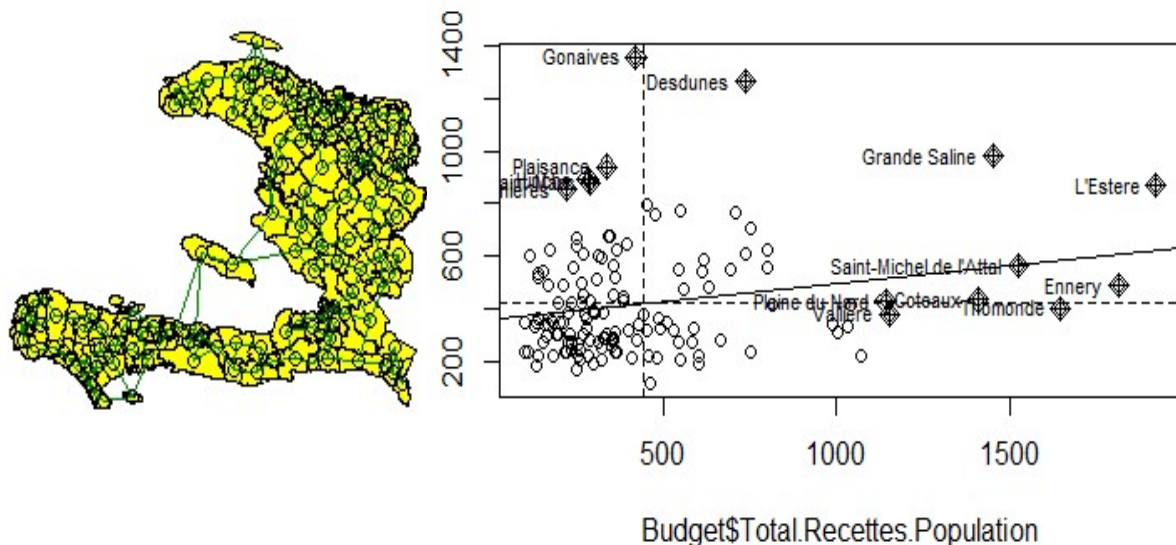 1400
1000
600
200
Gonaives
Desdunes
Grande Saline
Plaisance
L'Estere
Saint-Michel de l'Attal
Ennery
Plaine du Nord
Coteaux
Thomonde
Valliere
500
1000
1500
Budget$Total.Recettes.Population